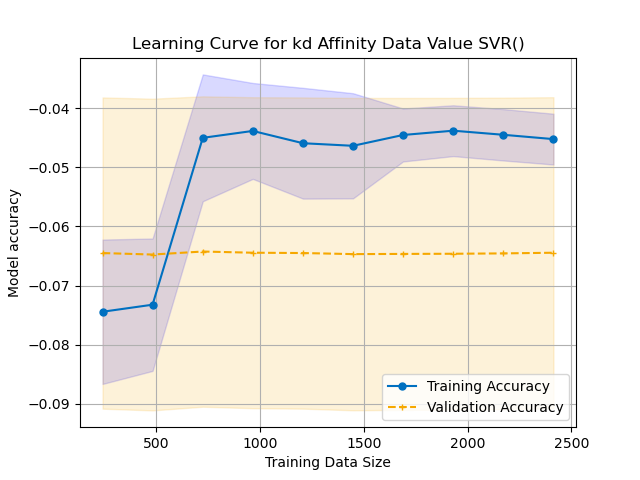 Learning Curve for kd Affinity Data Value SVR()
−0.04
−0.05
−0.06
−0.07
−0.08
−0.09
Model accuracy
500
1000
1500
2000
2500
Training Data Size
Training Accuracy
Validation Accuracy